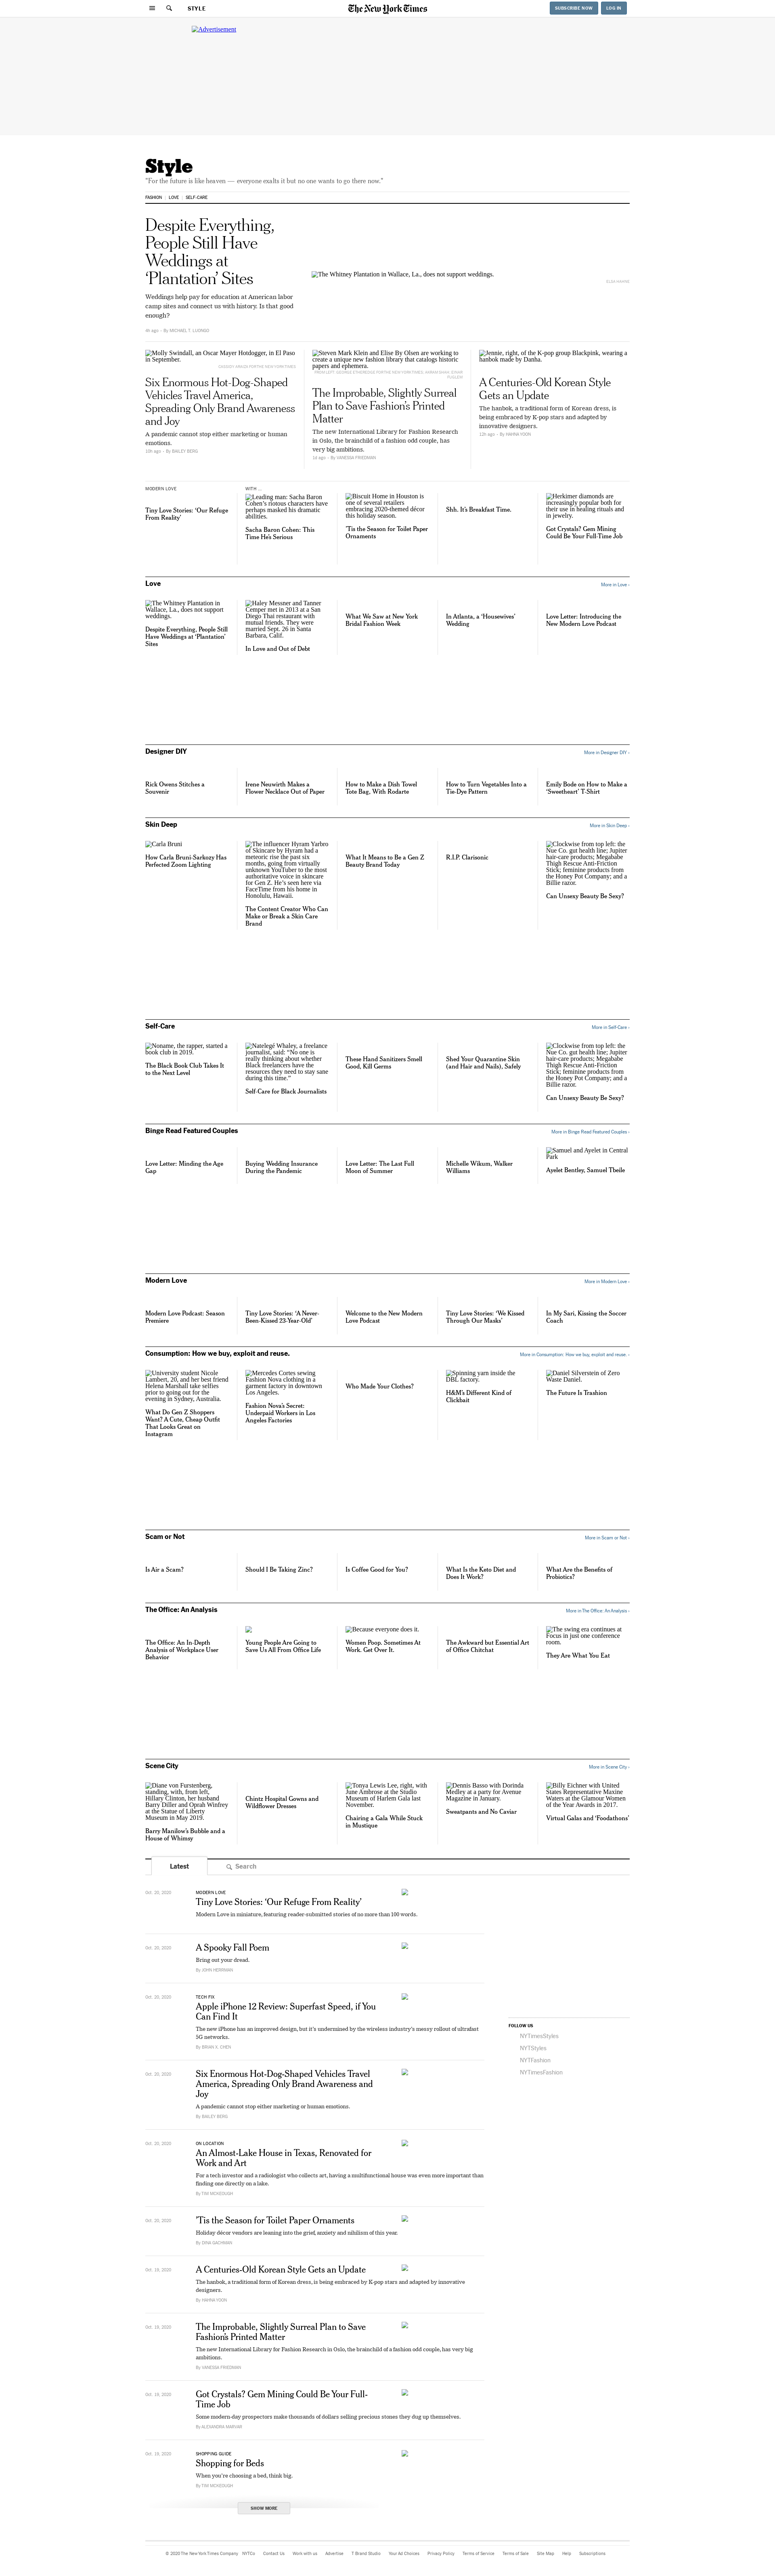 STYLE
The New York Times
SUBSCRIBE NOW
LOG IN
Advertisement
Style
"For the future is like heaven — everyone exalts it but no one wants to go there now."
FASHION
LOVE
SELF-CARE
Despite Everything,
People Still Have
Weddings at
‘Plantation’ Sites
Weddings help pay for education at American labor
camp sites and connect us with history. Is that good
enough?
4h ago - By MICHAEL T. LUONGO
The Whitney Plantation in Wallace, La., does not support weddings.
Molly Swindall, an Oscar Mayer Hotdogger, in El Paso
in September.
Six Enormous Hot-Dog-Shaped
Vehicles Travel America,
Spreading Only Brand Awareness
and Joy
A pandemic cannot stop either marketing or human
emotions.
12h ago - By BAILEY BERG
Steven Mark Klein and Elise By Olsen are working to
create a unique new fashion library that catalogs historic
papers and ephemera.
The Improbable, Slightly Surreal
Plan to Save Fashion’s Printed
Matter
The new International Library for Fashion Research
in Oslo, the brainchild of a fashion odd couple, has
very big ambitions.
1d ago - By VANESSA FRIEDMAN
Jennie, right, of the K-pop group Blackpink, wearing a
hanbok made by Danha.
A Centuries-Old Korean Style
Gets an Update
The hanbok, a traditional form of Korean dress, is
being embraced by K-pop stars and adapted by
innovative designers.
12h ago - By HAHNA YOON
MODERN LOVE
Tiny Love Stories: ‘Our Refuge
From Reality’
WITH ...
Leading man: Sacha Baron
Cohen’s riotous characters have
perhaps masked his dramatic
abilities.
Sacha Baron Cohen: This
Time He’s Serious
Biscuit Home in Houston is
one of several retailers
embracing 2020-themed décor
this holiday season.
’Tis the Season for Toilet Paper
Ornaments
Shh. It’s Breakfast Time.
Herkimer diamonds are
increasingly popular both for
their use in healing rituals and
in jewelry.
Got Crystals? Gem Mining
Could Be Your Full-Time Job
Love
More in Love ›
The Whitney Plantation in
Wallace, La., does not support
weddings.
Despite Everything, People Still
Have Weddings at ‘Plantation’
Sites
Haley Messner and Tanner
Cemper met in 2013 at a San
Diego Thai restaurant with
mutual friends. They were
married Sept. 26 in Santa
Barbara, Calif.
In Love and Out of Debt
What We Saw at New York
Bridal Fashion Week
In Atlanta, a ‘Housewives’
Wedding
Love Letter: Introducing the
New Modern Love Podcast
Designer DIY
More in Designer DIY ›
Rick Owens Stitches a
Souvenir
Irene Neuwirth Makes a
Flower Necklace Out of Paper
How to Make a Dish Towel
Tote Bag, With Rodarte
How to Turn Vegetables Into a
Tie-Dye Pattern
Emily Bode on How to Make a
‘Sweetheart’ T-Shirt
Skin Deep
More in Skin Deep ›
Carla Bruni
How Carla Bruni-Sarkozy Has
Perfected Zoom Lighting
The influencer Hyram Yarbro
of Skincare by Hyram had a
meteoric rise the past six
months, going from virtually
unknown YouTuber to the most
authoritative voice in skincare
for Gen Z. He’s seen here via
FaceTime from his home in
Honolulu, Hawaii.
The Content Creator Who Can
Make or Break a Skin Care
Brand
What It Means to Be a Gen Z
Beauty Brand Today
R.I.P. Clarisonic
Clockwise from top left: the
Nue Co. gut health line; Jupiter
hair-care products; Megababe
Thigh Rescue Anti-Friction
Stick; feminine products from
the Honey Pot Company; and a
Billie razor.
Can Unsexy Beauty Be Sexy?
Self-Care
More in Self-Care ›
Noname, the rapper, started a
book club in 2019.
The Black Book Club Takes It
to the Next Level
Natelegé Whaley, a freelance
journalist, said: “No one is
really thinking about whether
Black freelancers have the
resources they need to stay sane
during this time.”
Self-Care for Black Journalists
These Hand Sanitizers Smell
Good, Kill Germs
Shed Your Quarantine Skin
(and Hair and Nails), Safely
Clockwise from top left: the
Nue Co. gut health line; Jupiter
hair-care products; Megababe
Thigh Rescue Anti-Friction
Stick; feminine products from
the Honey Pot Company; and a
Billie razor.
Can Unsexy Beauty Be Sexy?
Binge Read Featured Couples
More in Binge Read Featured Couples ›
Love Letter: Minding the Age
Gap
Buying Wedding Insurance
During the Pandemic
Love Letter: The Last Full
Moon of Summer
Michelle Wikum, Walker
Williams
Samuel and Ayelet in Central
Park
Ayelet Bentley, Samuel Tbeile
Modern Love
More in Modern Love ›
Modern Love Podcast: Season
Premiere
Tiny Love Stories: ‘A Never-
Been-Kissed 23-Year-Old’
Welcome to the New Modern
Love Podcast
Tiny Love Stories: ‘We Kissed
Through Our Masks’
In My Sari, Kissing the Soccer
Coach
Consumption: How we buy, exploit and reuse.
More in Consumption: How we buy, exploit and reuse. ›
University student Nicole
Lambert, 20, and her best friend
Helena Marshall take selfies
prior to going out for the
evening in Sydney, Australia.
What Do Gen Z Shoppers
Want? A Cute, Cheap Outfit
That Looks Great on
Instagram
Mercedes Cortes sewing
Fashion Nova clothing in a
garment factory in downtown
Los Angeles.
Fashion Nova’s Secret:
Underpaid Workers in Los
Angeles Factories
Who Made Your Clothes?
Spinning yarn inside the
DBL factory.
H&M’s Different Kind of
Clickbait
Daniel Silverstein of Zero
Waste Daniel.
The Future Is Trashion
Scam or Not
More in Scam or Not ›
Is Air a Scam?
Should I Be Taking Zinc?
Is Coffee Good for You?
What Is the Keto Diet and
Does It Work?
What Are the Benefits of
Probiotics?
The Office: An Analysis
More in The Office: An Analysis ›
The Office: An In-Depth
Analysis of Workplace User
Behavior
Young People Are Going to
Save Us All From Office Life
Because everyone does it.
Women Poop. Sometimes At
Work. Get Over It.
The Awkward but Essential Art
of Office Chitchat
The swing era continues at
Focus in just one conference
room.
They Are What You Eat
Scene City
More in Scene City ›
Diane von Furstenberg,
standing, with, from left,
Hillary Clinton, her husband
Barry Diller and Oprah Winfrey
at the Statue of Liberty
Museum in May 2019.
Barry Manilow’s Bubble and a
House of Whimsy
Chintz Hospital Gowns and
Wildflower Dresses
Tonya Lewis Lee, right, with
June Ambrose at the Studio
Museum of Harlem Gala last
November.
Chairing a Gala While Stuck
in Mustique
Dennis Basso with Dorinda
Medley at a party for Avenue
Magazine in January.
Sweatpants and No Caviar
Billy Eichner with United
States Representative Maxine
Waters at the Glamour Women
of the Year Awards in 2017.
Virtual Galas and ‘Foodathons’
Latest
Search
Oct. 20, 2020
MODERN LOVE
Tiny Love Stories: ‘Our Refuge From Reality’
Modern Love in miniature, featuring reader-submitted stories of no more than 100 words.
Oct. 20, 2020
A Spooky Fall Poem
Bring out your dread.
By JOHN HERRMAN
Oct. 20, 2020
TECH FIX
Apple iPhone 12 Review: Superfast Speed, if You
Can Find It
The new iPhone has an improved design, but it’s undermined by the wireless industry’s messy rollout of ultrafast
5G networks.
By BRIAN X. CHEN
Oct. 20, 2020
Six Enormous Hot-Dog-Shaped Vehicles Travel
America, Spreading Only Brand Awareness and
Joy
A pandemic cannot stop either marketing or human emotions.
By BAILEY BERG
Oct. 20, 2020
ON LOCATION
An Almost-Lake House in Texas, Renovated for
Work and Art
For a tech investor and a radiologist who collects art, having a multifunctional house was even more important than
finding one directly on a lake.
By TIM MCKEOUGH
Oct. 20, 2020
’Tis the Season for Toilet Paper Ornaments
Holiday décor vendors are leaning into the grief, anxiety and nihilism of this year.
By DINA GACHMAN
Oct. 19, 2020
A Centuries-Old Korean Style Gets an Update
The hanbok, a traditional form of Korean dress, is being embraced by K-pop stars and adapted by innovative
designers.
By HAHNA YOON
Oct. 19, 2020
The Improbable, Slightly Surreal Plan to Save
Fashion’s Printed Matter
The new International Library for Fashion Research in Oslo, the brainchild of a fashion odd couple, has very big
ambitions.
By VANESSA FRIEDMAN
Oct. 19, 2020
Got Crystals? Gem Mining Could Be Your Full-
Time Job
Some modern-day prospectors make thousands of dollars selling precious stones they dug up themselves.
By ALEXANDRA MARVAR
Oct. 19, 2020
SHOPPING GUIDE
Shopping for Beds
When you’re choosing a bed, think big.
By TIM MCKEOUGH
SHOW MORE
FOLLOW US
NYTimesStyles
NYTStyles
NYTFashion
NYTimesFashion
© 2020 The New York Times Company
NYTCo
Contact Us
Work with us
Advertise
T Brand Studio
Your Ad Choices
Privacy Policy
Terms of Service
Terms of Sale
Site Map
Help
Subscriptions